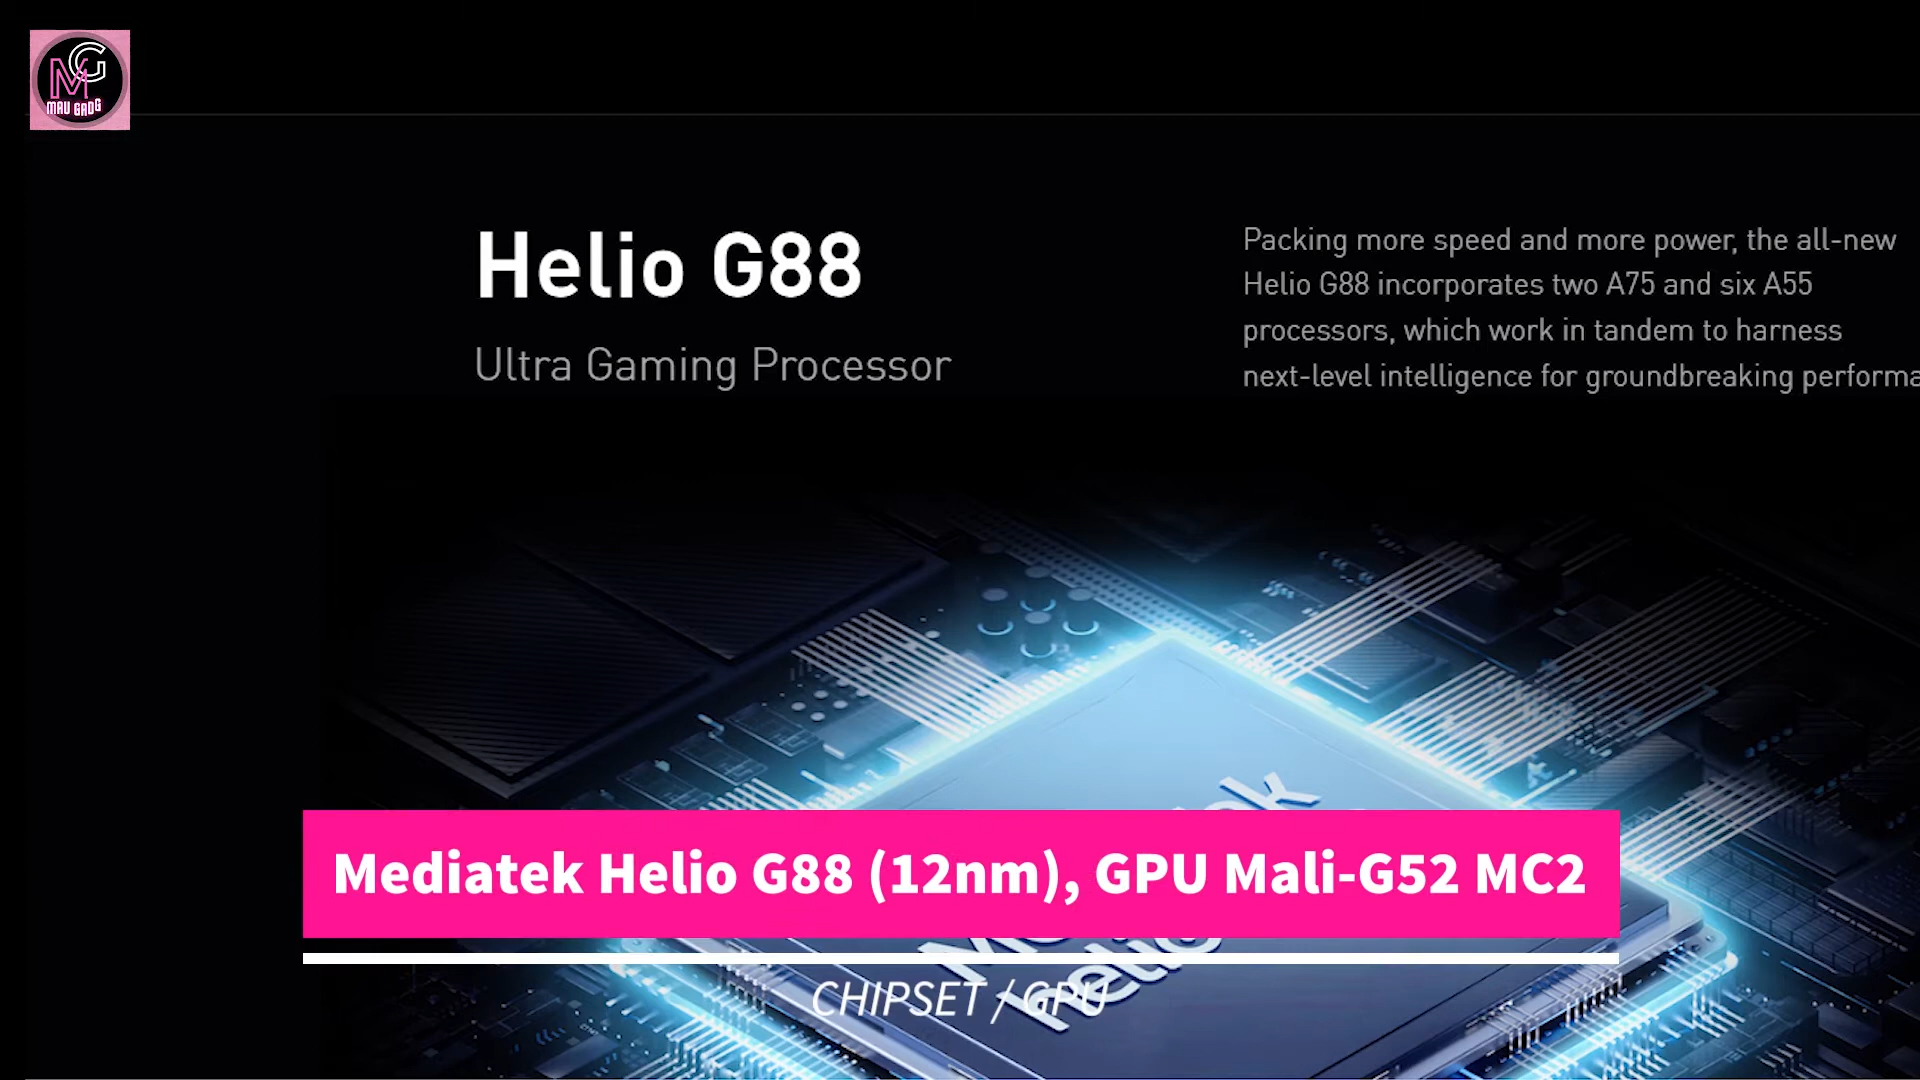 MG
MAU GADG
Helio G88
Ultra Gaming Processor
Packing more speed and more power, the all-new
Helio G88 incorporates two A75 and six A55
processors, which work in tandem to harness
next-level intelligence for groundbreaking performa
Mediatek Helio G88 (12nm), GPU Mali-G52 MC2
helio
CHIPSET / GPU